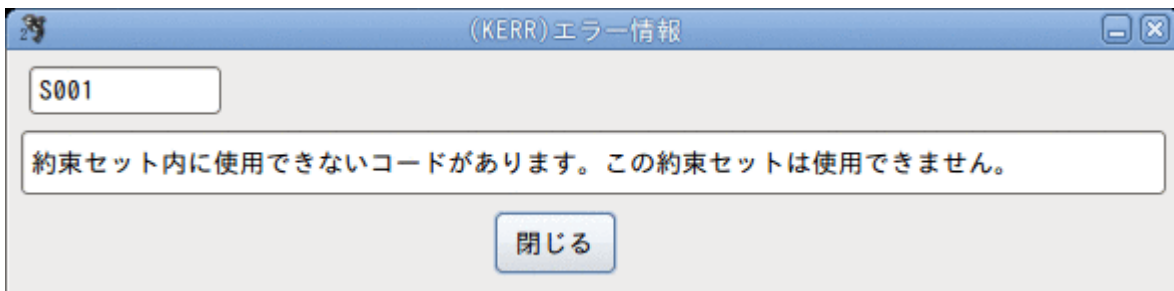 (KERR)エラー情報
S001
約束セット内に使用できないコードがあります。この約束セットは使用できません。
閉じる